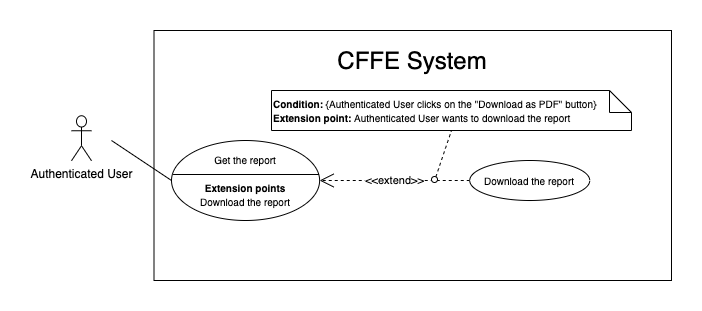 CFFE System
Condition: {Authenticated User clicks on the "Download as PDF" button}
Extension point: Authenticated User wants to download the report
Authenticated User
Get the report
Extension points
Download the report
<<extend>>
Download the report